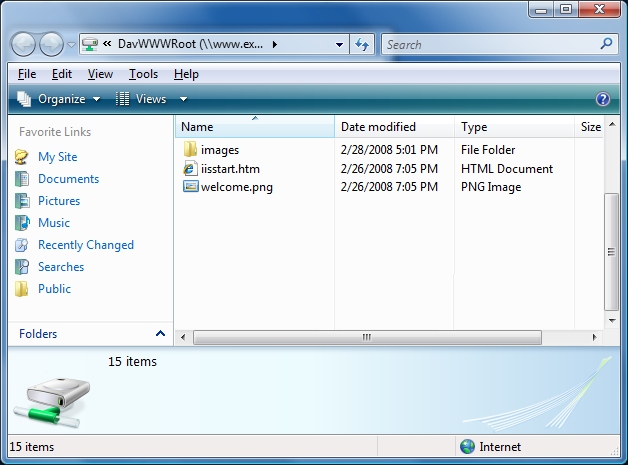 « DavWWWRoot (\\www.ex...
Search
File Edit View Tools Help
Organize Views
Favorite Links
My Site
Documents
Pictures
Music
Recently Changed
Searches
Public
Folders
Name Date modified Type Size
images 2/28/2008 5:01 PM File Folder
iisstart.htm 2/26/2008 7:05 PM HTML Document
welcome.png 2/26/2008 7:05 PM PNG Image
15 items
15 items Internet